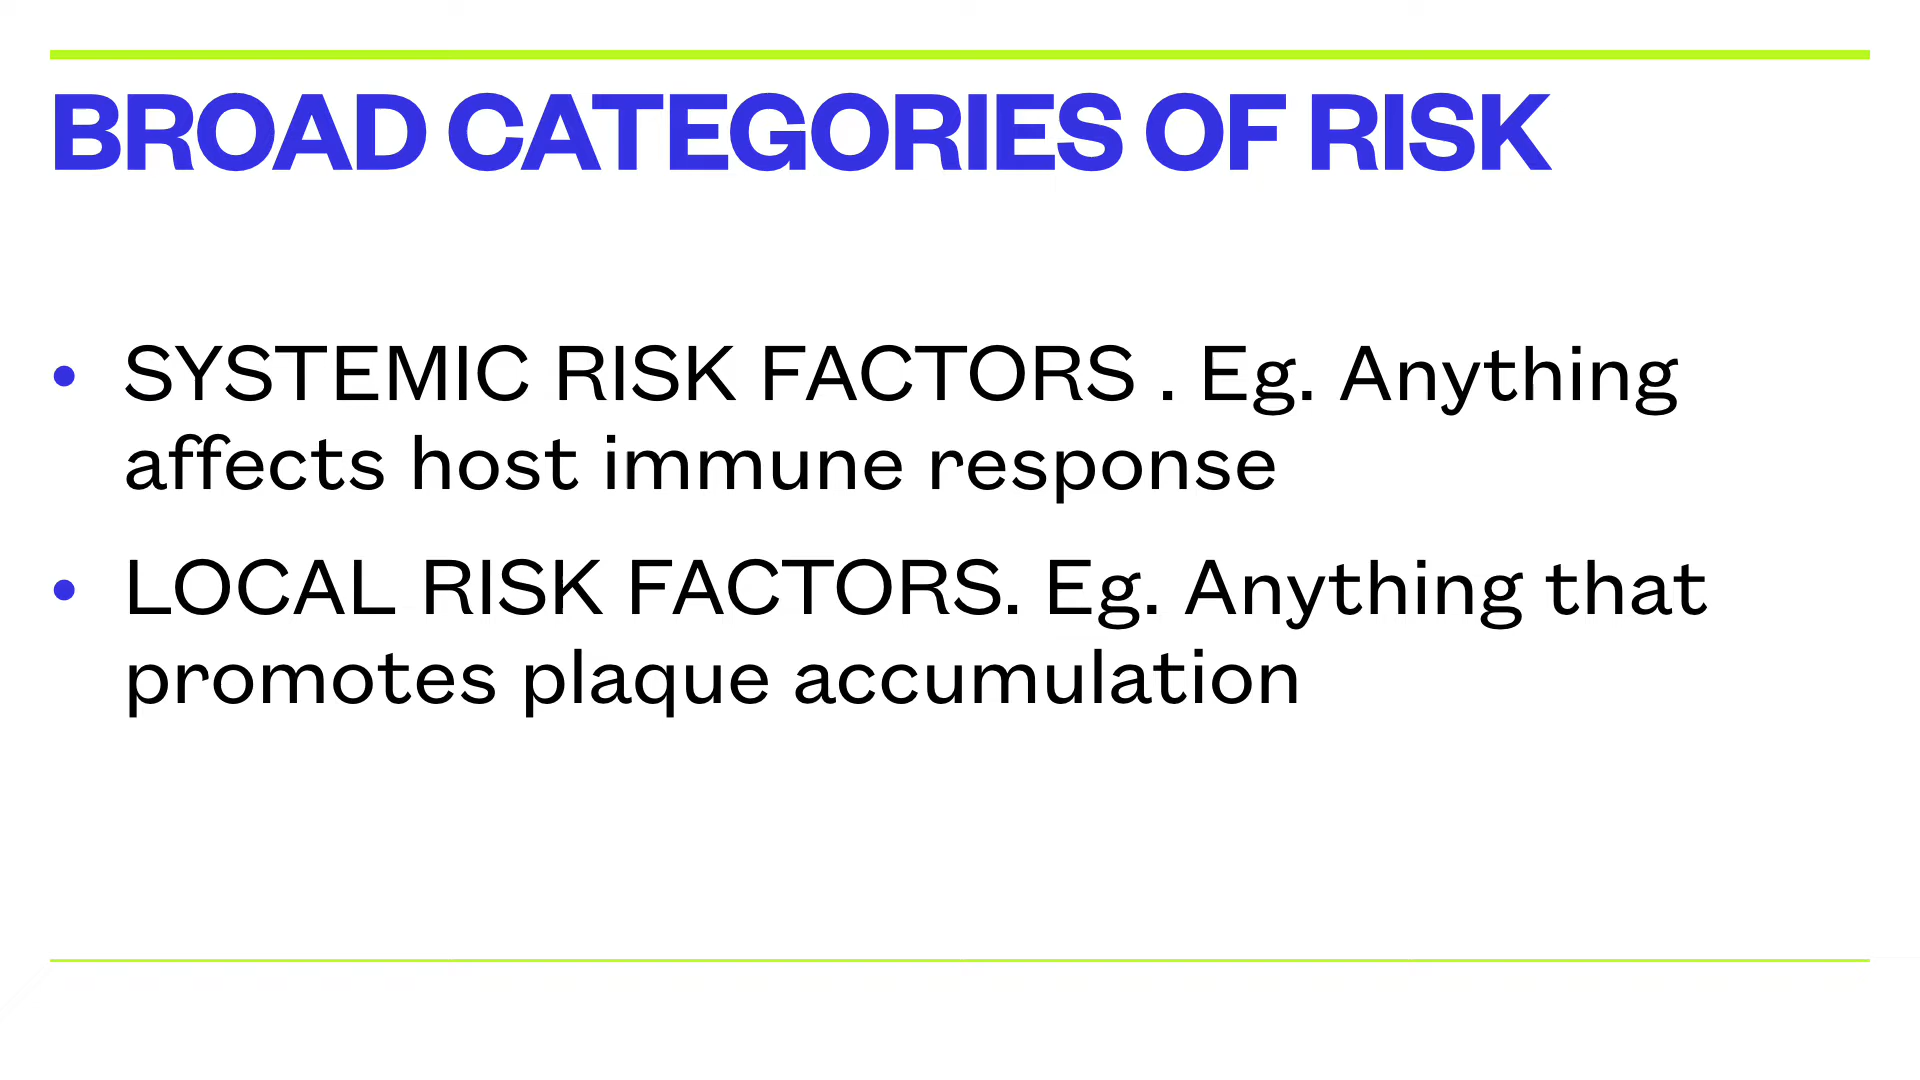 BROAD CATEGORIES OF RISK
• SYSTEMIC RISK FACTORS . Eg. Anything
affects host immune response
• LOCAL RISK FACTORS. Eg. Anything that
promotes plaque accumulation